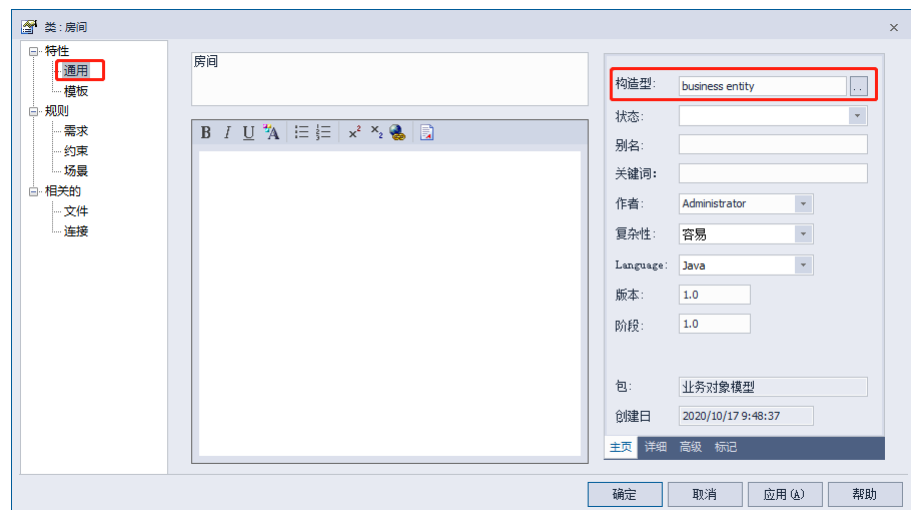 类：房间
特性
通用
模板
规则
需求
约束
场景
相关的
文件
连接
房间
B I U A x² ×₂
构造型： business entity ..
状态：
别名：
关鍵词：
作者： Administrator
复杂性： 容易
Language： Java
版本： 1.0
阶段： 1.0
包： 业务对象模型
创建日 2020/10/17 9:48:37
主页 详细 高级 标记
确定 取消 应用(A) 帮助